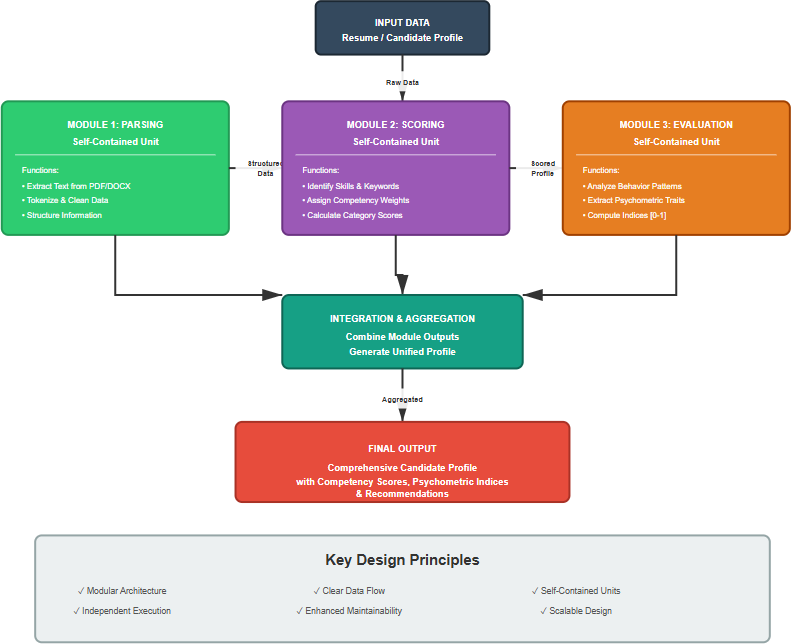 INPUT DATA
Resume / Candidate Profile
Raw Data
MODULE 1: PARSING
Self-Contained Unit
Functions:
• Extract Text from PDF/DOCX
• Tokenize & Clean Data
• Structure Information
Structured
Data
MODULE 2: SCORING
Self-Contained Unit
Functions:
• Identify Skills & Keywords
• Assign Competency Weights
• Calculate Category Scores
Scored
Profile
MODULE 3: EVALUATION
Self-Contained Unit
Functions:
• Analyze Behavior Patterns
• Extract Psychometric Traits
• Compute Indices [0-1]
INTEGRATION & AGGREGATION
Combine Module Outputs
Generate Unified Profile
Aggregated
FINAL OUTPUT
Comprehensive Candidate Profile
with Competency Scores, Psychometric Indices
& Recommendations
Key Design Principles
✓ Modular Architecture
✓ Clear Data Flow
✓ Self-Contained Units
✓ Independent Execution
✓ Enhanced Maintainability
✓ Scalable Design